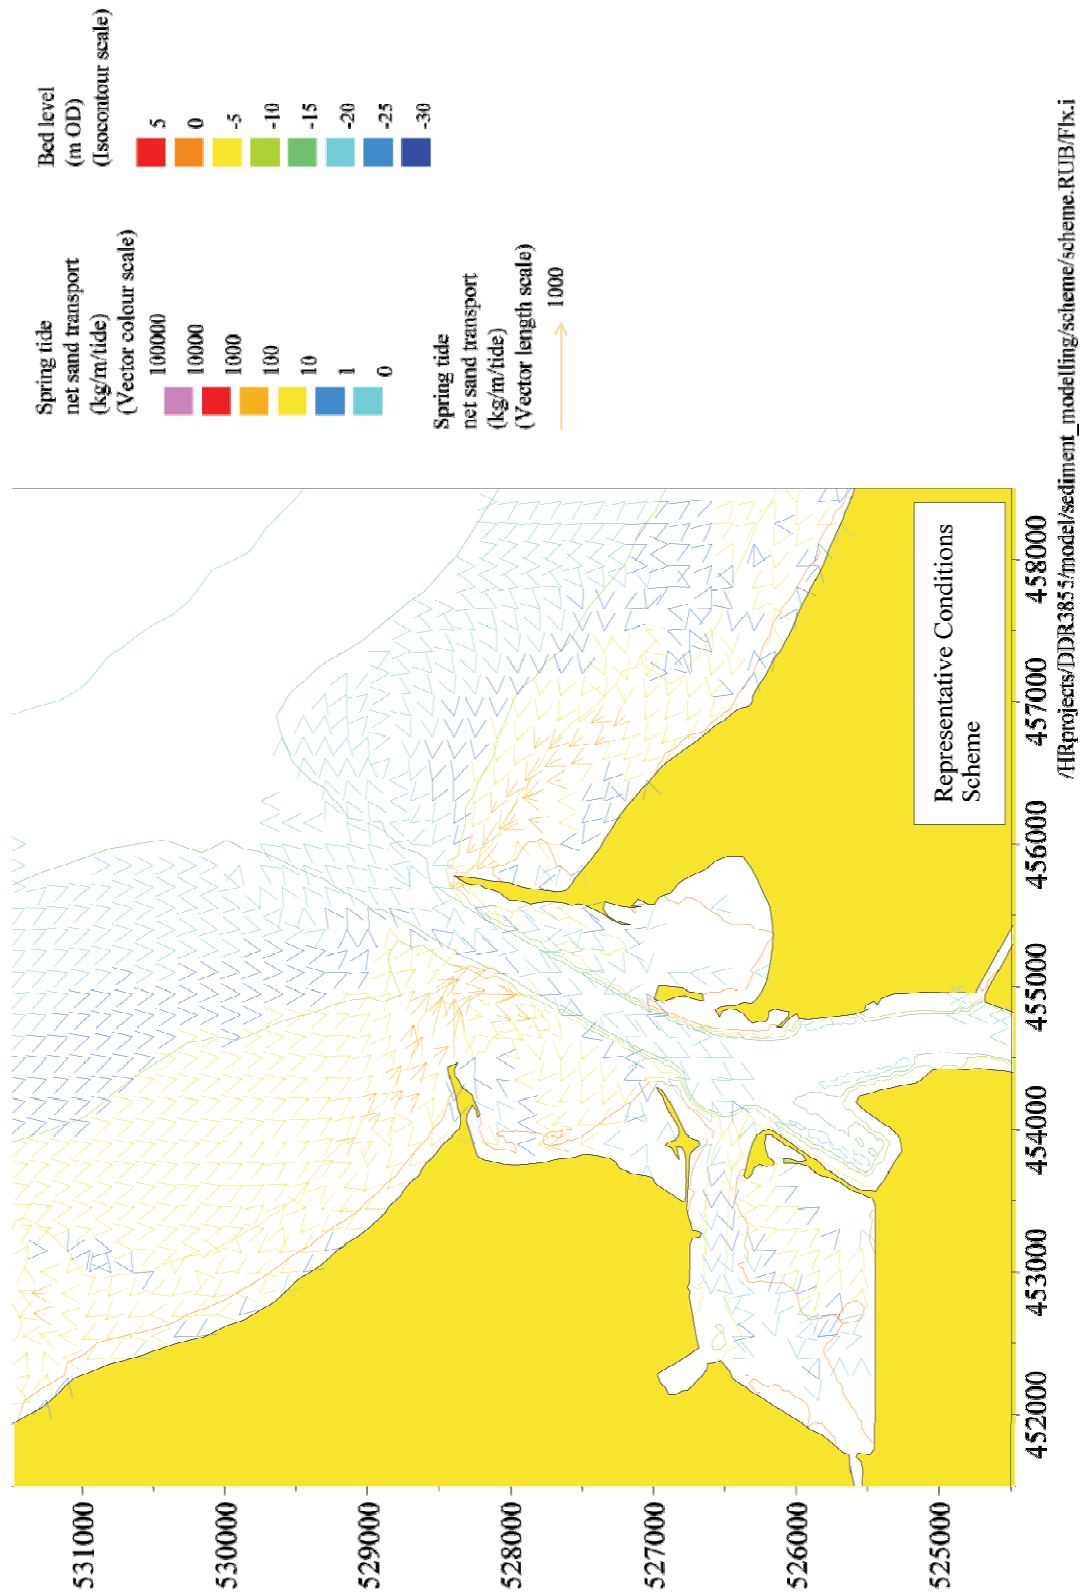 Spring tide
net sand transport
(kg/m/tide)
(Vector colour scale)
100000
10000
1000
100
10
1
0
Bed level
(m OD)
(Isocontour scale)
5
0
-5
-10
-15
-20
-25
-30
Spring tide
net sand transport
(kg/m/tide)
(Vector length scale)
1000
531000
530000
529000
528000
527000
526000
525000
452000
453000
454000
455000
456000
457000
458000
Representative Conditions
Scheme
/HRprojects/DDR3855/model/sediment_modelling/scheme/scheme.RUB/Flx.i